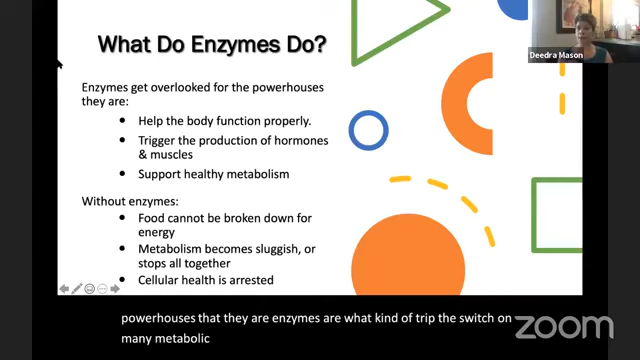 What Do Enzymes Do?
Deedra Mason
Enzymes get overlooked for the powerhouses
they are:
• Help the body function properly.
• Trigger the production of hormones
& muscles
• Support healthy metabolism
Without enzymes:
• Food cannot be broken down for
energy
• Metabolism becomes sluggish, or
stops all together
• Cellular health is arrested
powerhouses that they are enzymes are what kind of trip the switch on
many metabolic
zoom